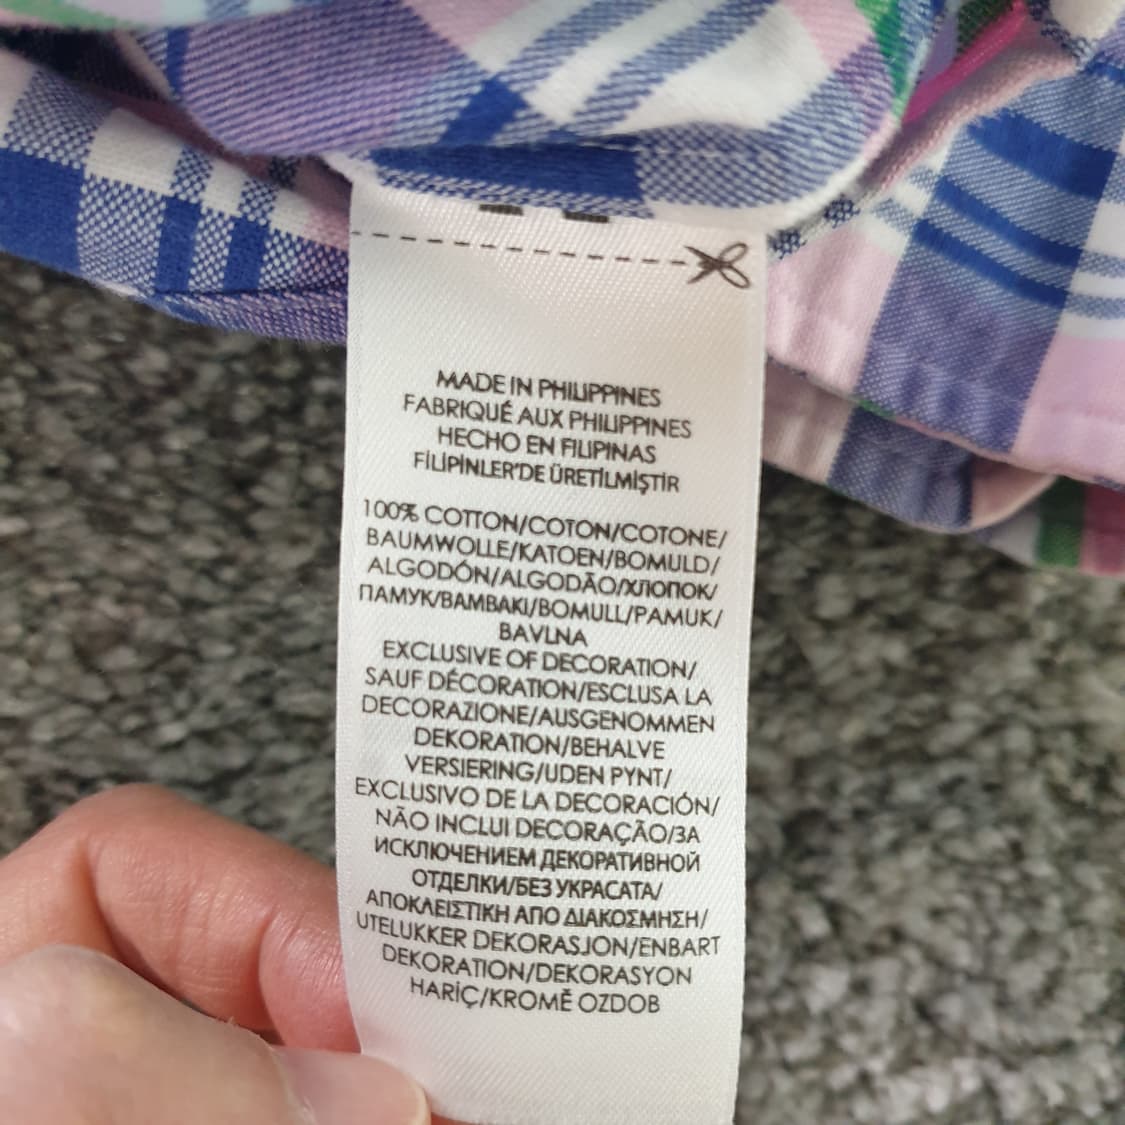 MADE IN PHILIPPINES
FABRIQUÉ AUX PHILIPPINES
HECHO EN FILIPINAS
FİLİPİNLER'DE ÜRETİLMİŞTİR
100% COTTON/COTON/COTONE/
BAUMWOLLE/KATOEN/BOMULD/
ALGODÓN/ALGODÃO/ХЛОПОК/
ПАМУК/ΒΑΜΒΑΚΙ/BOMULL/PAMUK/
BAVLNA
EXCLUSIVE OF DECORATION/
SAUF DÉCORATION/ESCLUSA LA
DECORAZIONE/AUSGENOMMEN
DEKORATION/BEHALVE
VERSIERING/UDEN PYNT/
EXCLUSIVO DE LA DECORACIÓN/
NÃO INCLUI DECORAÇÃO/ЗА
ИСКЛЮЧЕНИЕМ ДЕКОРАТИВНОЙ
ОТДЕЛКИ/БЕЗ УКРАСАТА/
ΑΠΟΚΛΕΙΣΤΙΚΗ ΑΠΟ ΔΙΑΚΟΣΜΗΣΗ/
UTELUKKER DEKORASJON/ENBART
DEKORATION/DEKORASYON
HARİÇ/KROMĚ OZDOB